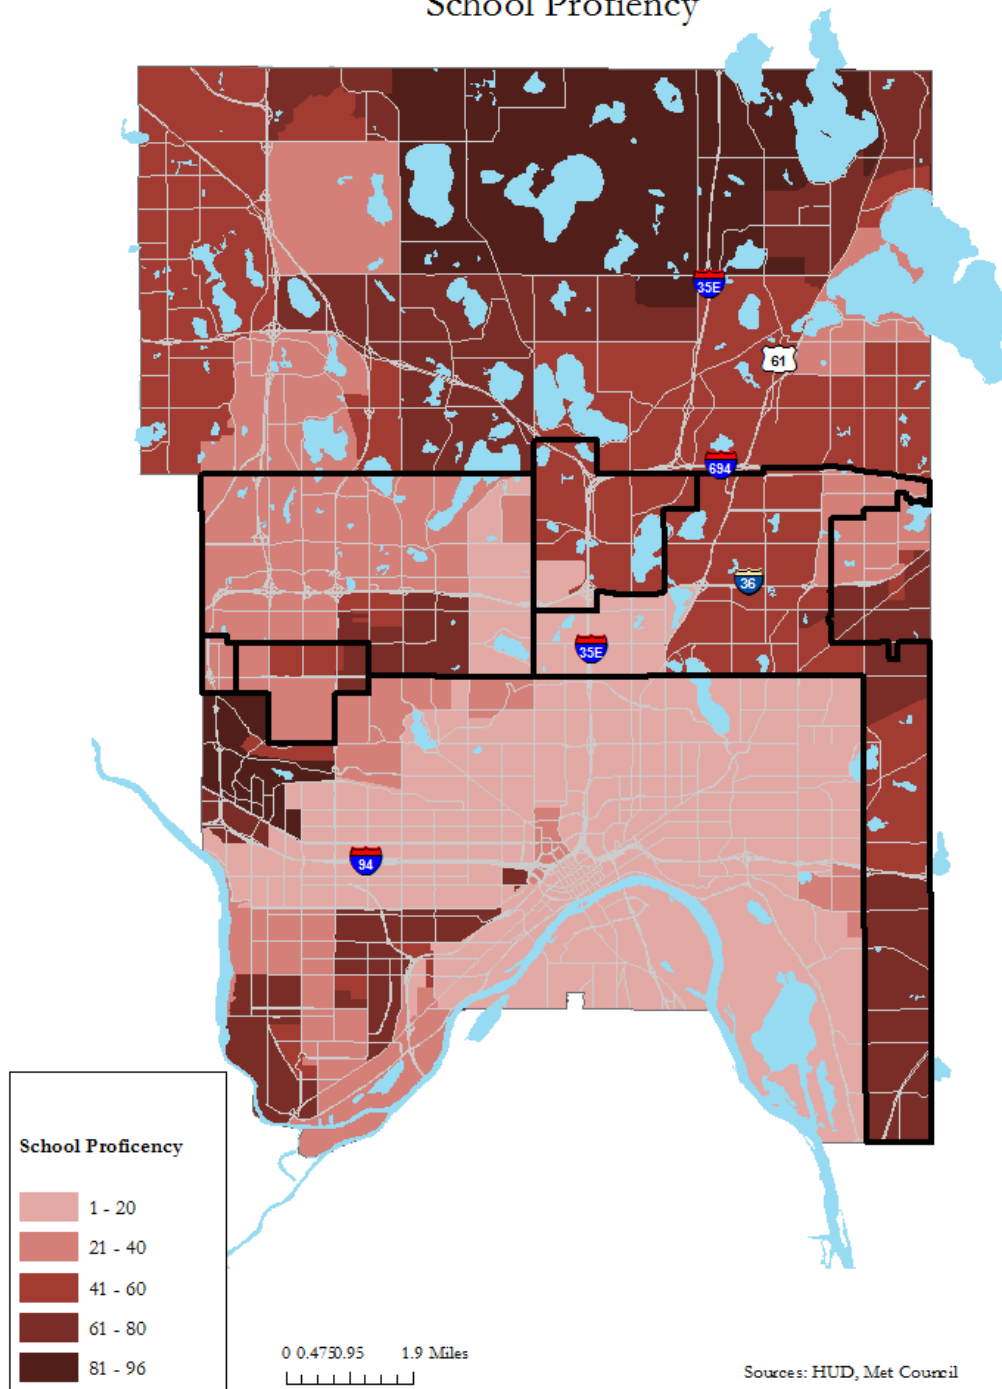 School Profiency
35E
61
694
36
35E
94
School Proficency
1 - 20
21 - 40
41 - 60
61 - 80
81 - 96
0 0.4750.95 1.9 Miles
Sources: HUD, Met Council